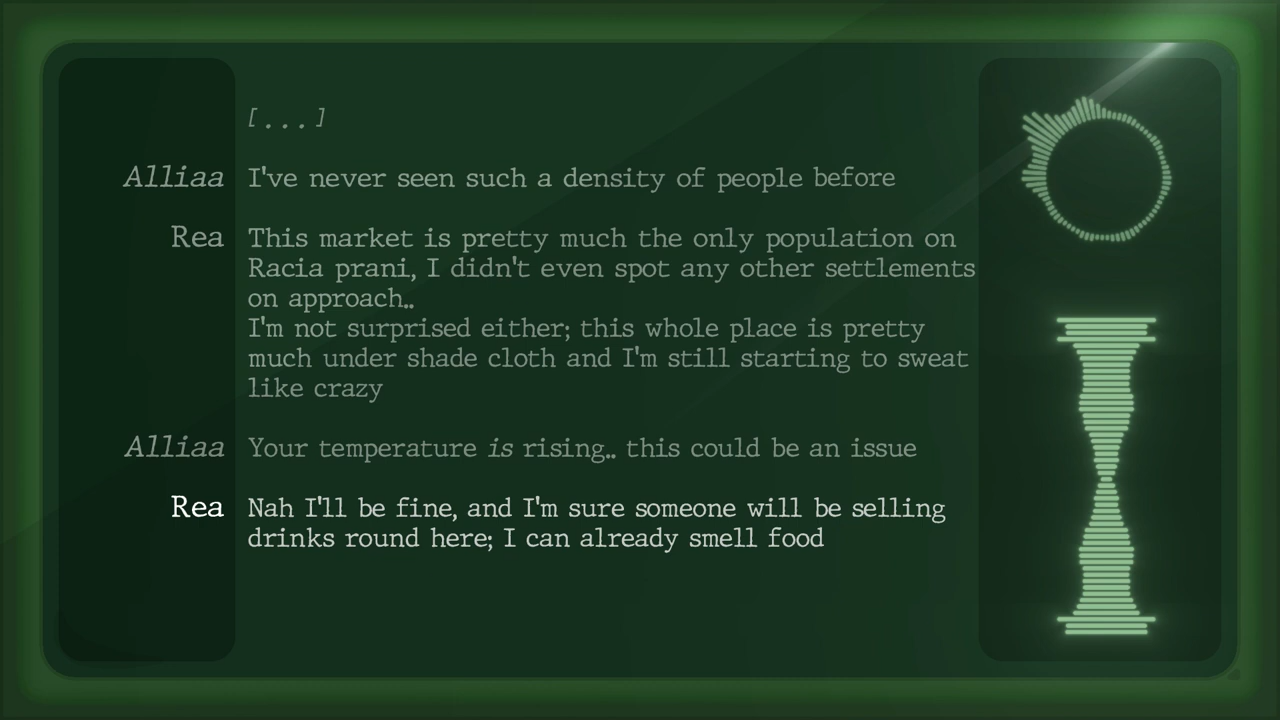 [...]
Alliaa I've never seen such a density of people before
Rea This market is pretty much the only population on
Racia prani, I didn't even spot any other settlements
on approach..
I'm not surprised either; this whole place is pretty
much under shade cloth and I'm still starting to sweat
like crazy
Alliaa Your temperature is rising.. this could be an issue
Rea Nah I'll be fine, and I'm sure someone will be selling
drinks round here; I can already smell food